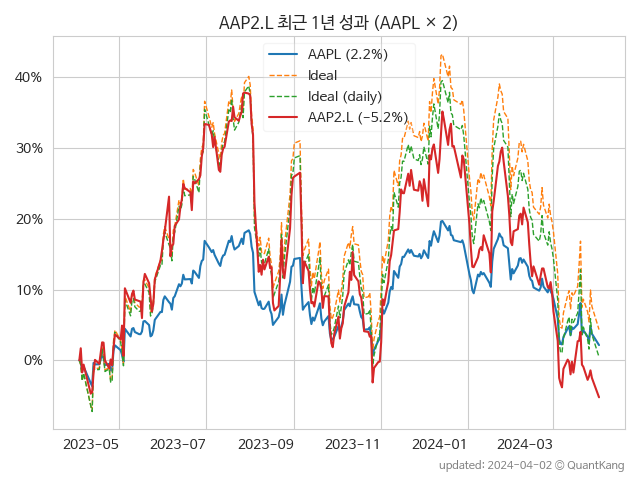 AAP2.L 최근 1년 성과 (AAPL × 2)
AAPL (2.2%)
Ideal
Ideal (daily)
AAP2.L (−5.2%)
40%
30%
20%
10%
0%
2023-05 2023-07 2023-09 2023-11 2024-01 2024-03
updated: 2024-04-02 © QuantKang